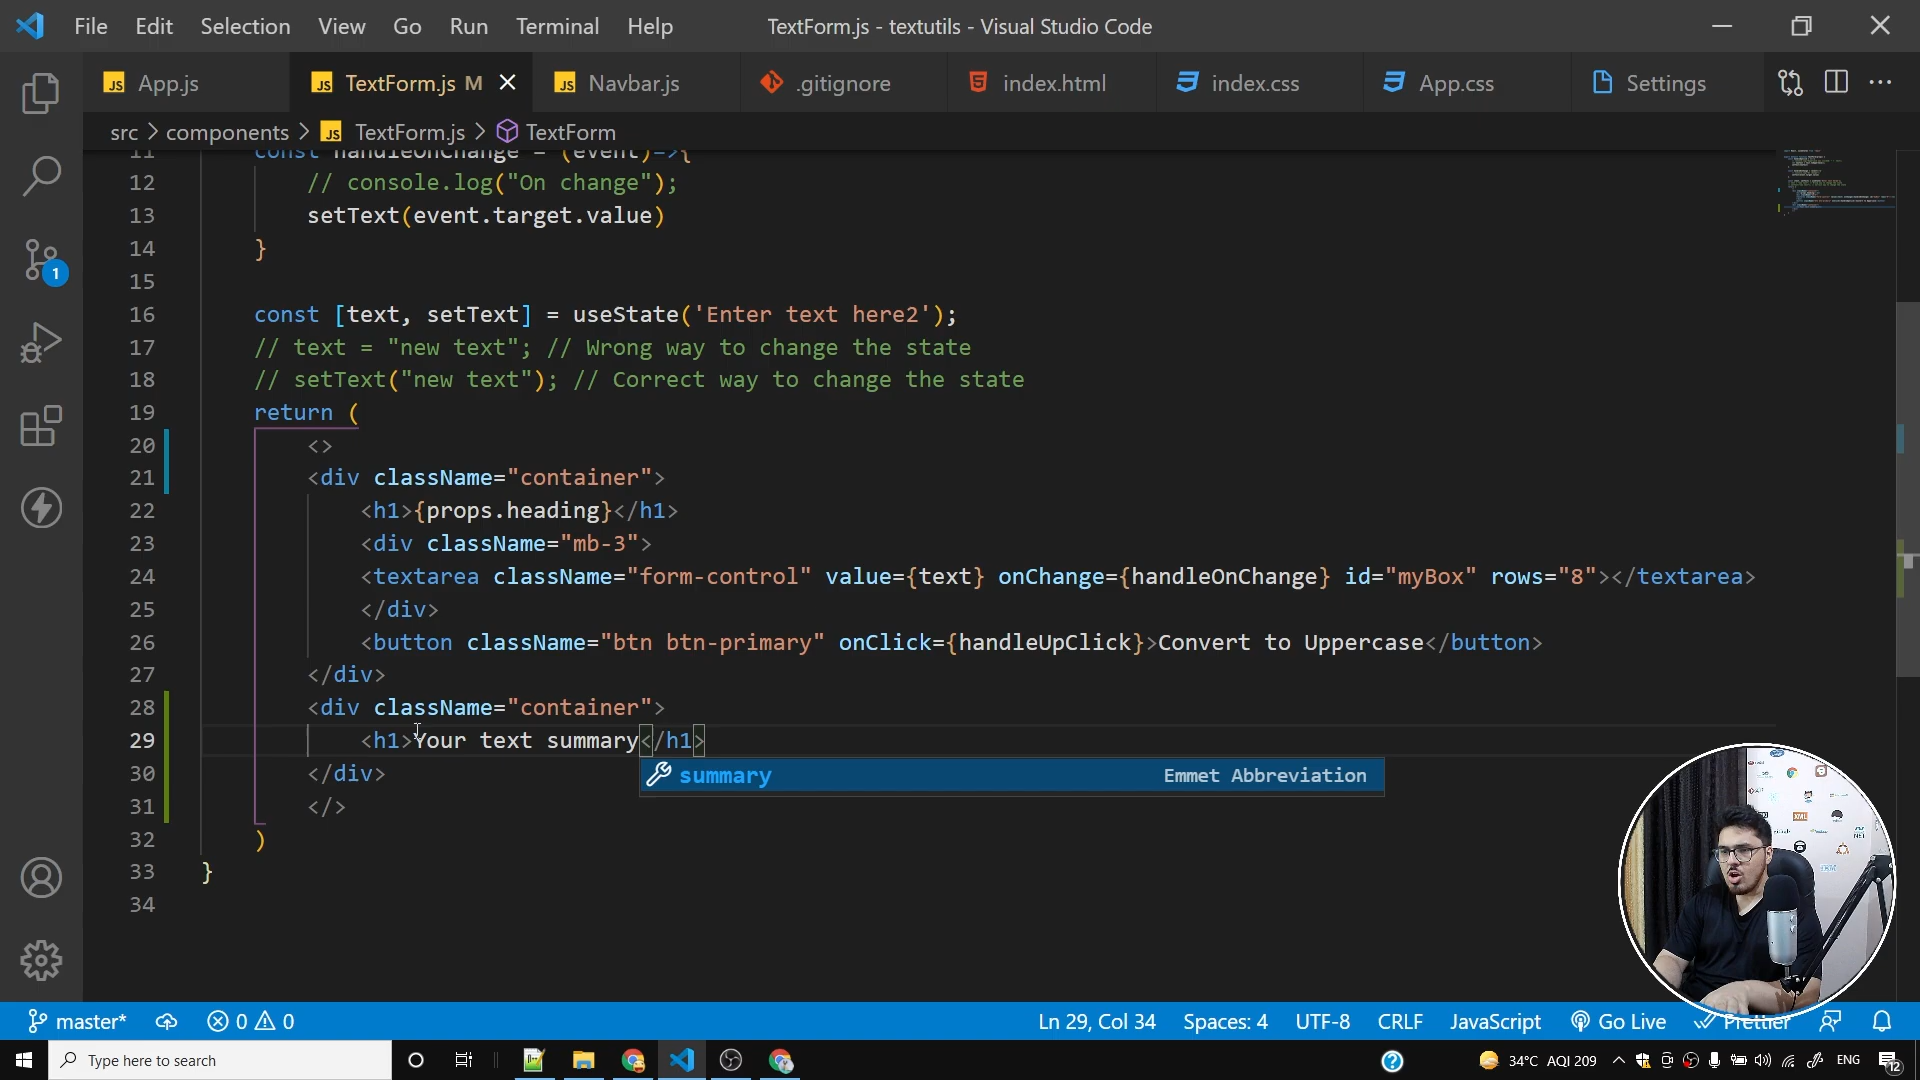 File Edit Selection View Go Run Terminal Help TextForm.js - textutils - Visual Studio Code
App.js TextForm.js M Navbar.js .gitignore index.html index.css App.css Settings
src > components > TextForm.js > TextForm
11 const handleOnChange = (event)=>{
12 // console.log("On change");
13 setText(event.target.value)
14 }
15
16 const [text, setText] = useState('Enter text here2');
17 // text = "new text"; // Wrong way to change the state
18 // setText("new text"); // Correct way to change the state
19 return (
20 <>
21 <div className="container">
22 <h1>{props.heading}</h1>
23 <div className="mb-3">
24 <textarea className="form-control" value={text} onChange={handleOnChange} id="myBox" rows="8"></textarea>
25 </div>
26 <button className="btn btn-primary" onClick={handleUpClick}>Convert to Uppercase</button>
27 </div>
28 <div className="container">
29 <h1>Your text summary</h1>
summary Emmet Abbreviation
30 </div>
31 </>
32 )
33 }
34
1
master* 0 0 Ln 29, Col 34 Spaces: 4 UTF-8 CRLF JavaScript Go Live Prettier
Type here to search 34°C AQI 209 ENG 12